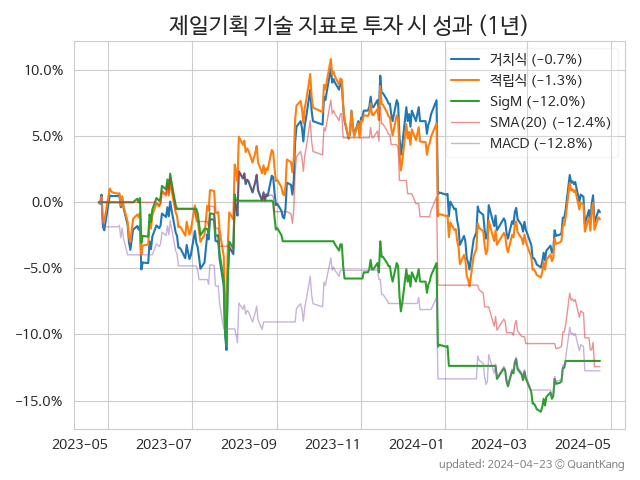 제일기획 기술 지표로 투자 시 성과 (1년)
10.0%
5.0%
0.0%
−5.0%
−10.0%
−15.0%
거치식 (−0.7%)
적립식 (−1.3%)
SigM (−12.0%)
SMA(20) (−12.4%)
MACD (−12.8%)
2023-05
2023-07
2023-09
2023-11
2024-01
2024-03
2024-05
updated: 2024-04-23 © QuantKang